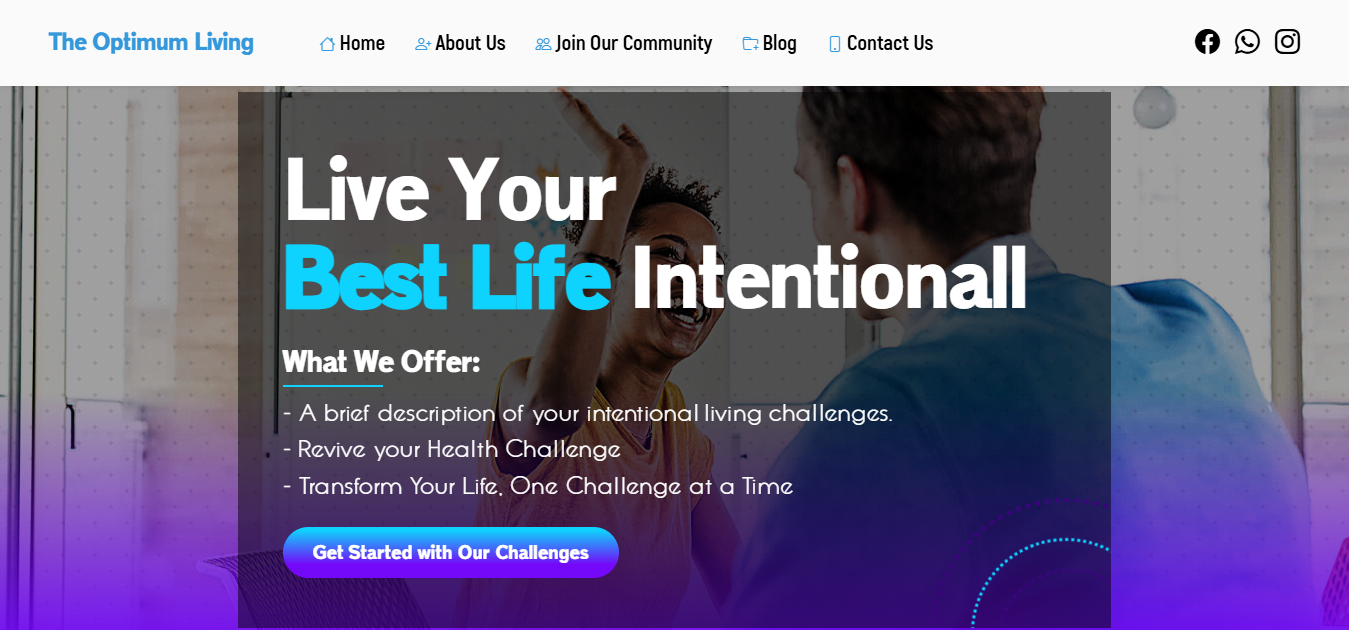 The Optimum Living
Home About Us Join Our Community Blog Contact Us
Live Your
Best Life Intentionall
What We Offer:
- A brief description of your intentional living challenges.
- Revive your Health Challenge
- Transform Your Life, One Challenge at a Time
Get Started with Our Challenges